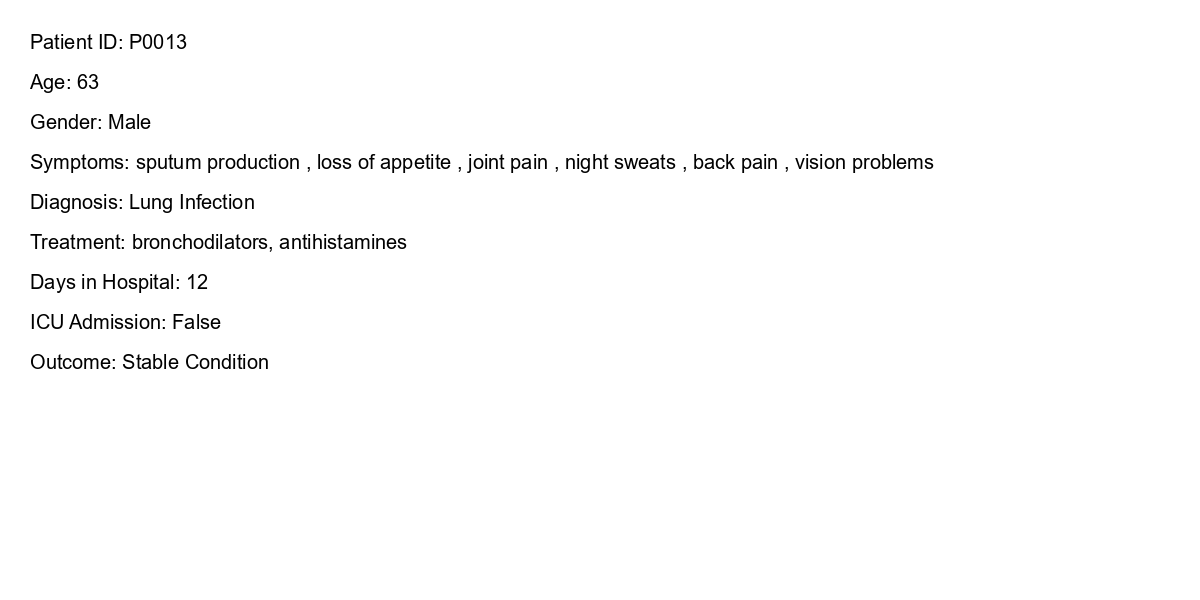 Patient ID: P0013
Age: 63
Gender: Male
Symptoms: sputum production , loss of appetite , joint pain , night sweats , back pain , vision problems
Diagnosis: Lung Infection
Treatment: bronchodilators, antihistamines
Days in Hospital: 12
ICU Admission: False
Outcome: Stable Condition